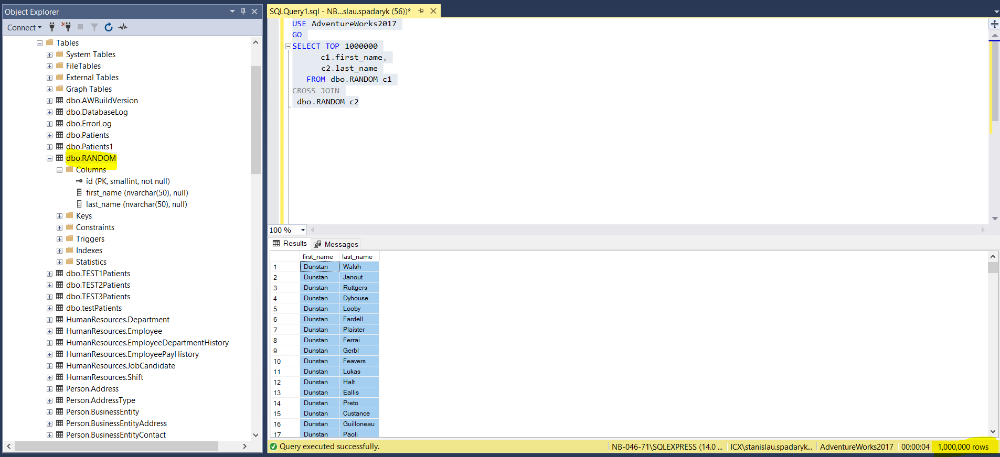 Object Explorer
Connect
Tables
System Tables
FileTables
External Tables
Graph Tables
dbo.AWBuildVersion
dbo.DatabaseLog
dbo.ErrorLog
dbo.Patients
dbo.Patients1
dbo.RANDOM
Columns
id (PK, smallint, not null)
first_name (nvarchar(50), null)
last_name (nvarchar(50), null)
Keys
Constraints
Triggers
Indexes
Statistics
dbo.TEST1Patients
dbo.TEST2Patients
dbo.TEST3Patients
dbo.testPatients
HumanResources.Department
HumanResources.Employee
HumanResources.EmployeeDepartmentHistory
HumanResources.EmployeePayHistory
HumanResources.JobCandidate
HumanResources.Shift
Person.Address
Person.AddressType
Person.BusinessEntity
Person.BusinessEntityAddress
Person.BusinessEntityContact
SQLQuery1.sql - NB...slau.spadaryk (56))*
USE AdventureWorks2017
GO
SELECT TOP 1000000
c1.first_name,
c2.last_name
FROM dbo.RANDOM c1
CROSS JOIN
dbo.RANDOM c2
100 %
Results Messages
first_name last_name
1 Dunstan Walsh
2 Dunstan Janout
3 Dunstan Ruttgers
4 Dunstan Dyhouse
5 Dunstan Looby
6 Dunstan Fardell
7 Dunstan Plaister
8 Dunstan Ferrai
9 Dunstan Gerbl
10 Dunstan Feavers
11 Dunstan Lukas
12 Dunstan Halt
13 Dunstan Eallis
14 Dunstan Preto
15 Dunstan Custance
16 Dunstan Guilloneau
17 Dunstan Paoli
Query executed successfully. NB-046-71\SQLEXPRESS (14.0 ... ICX\stanislau.spadaryk... AdventureWorks2017 00:00:04 1,000,000 rows